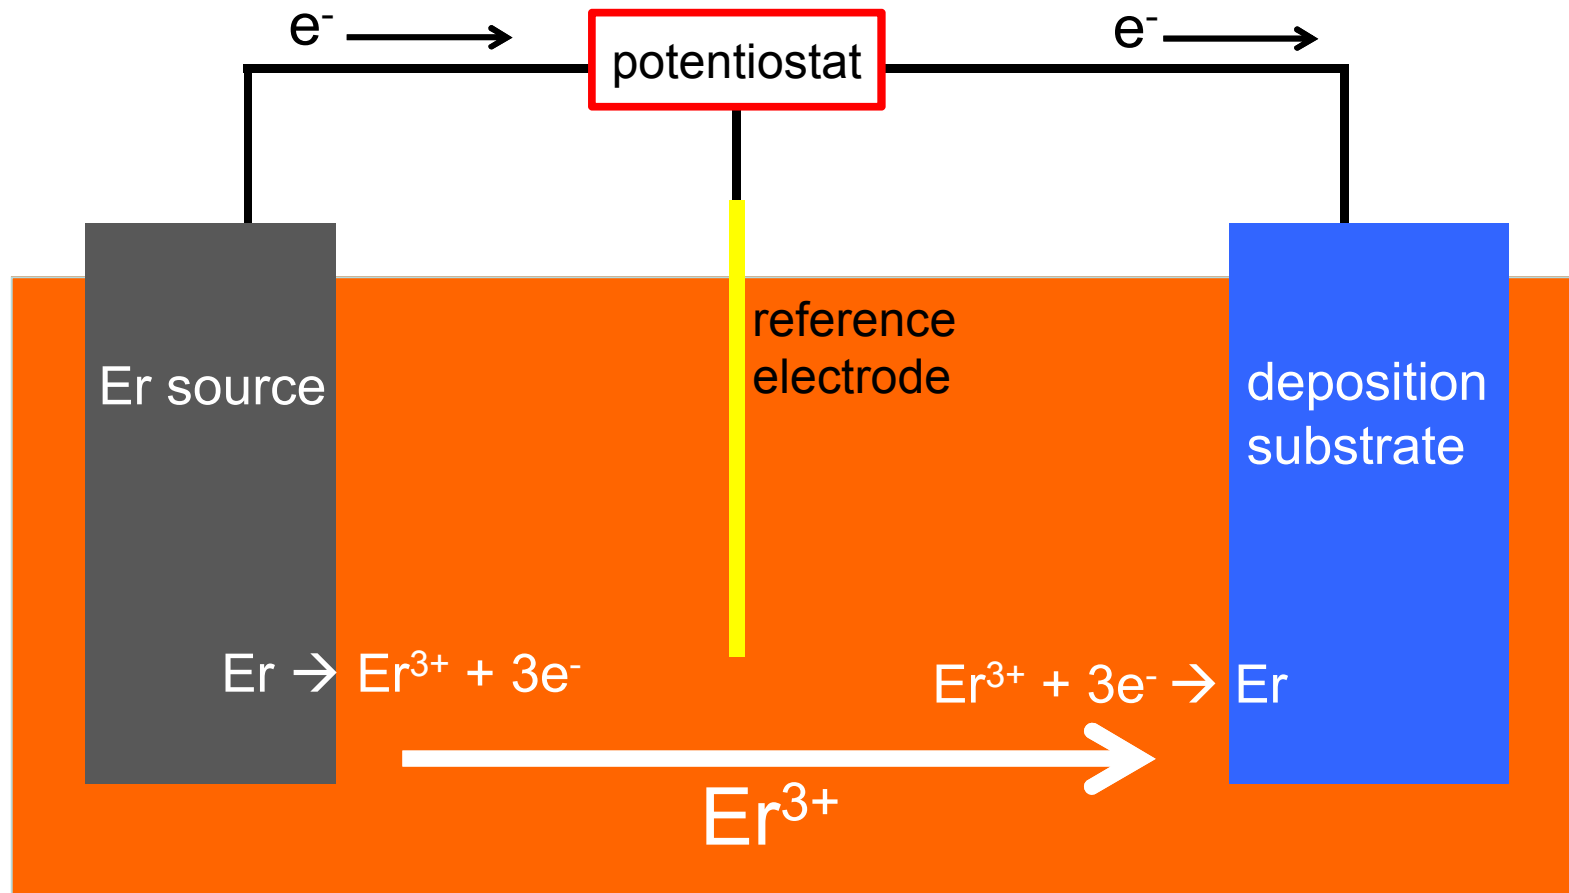 e⁻
e⁻
potentiostat
reference
electrode
Er source
deposition
substrate
Er → Er³⁺ + 3e⁻
Er³⁺ + 3e⁻ → Er
Er³⁺